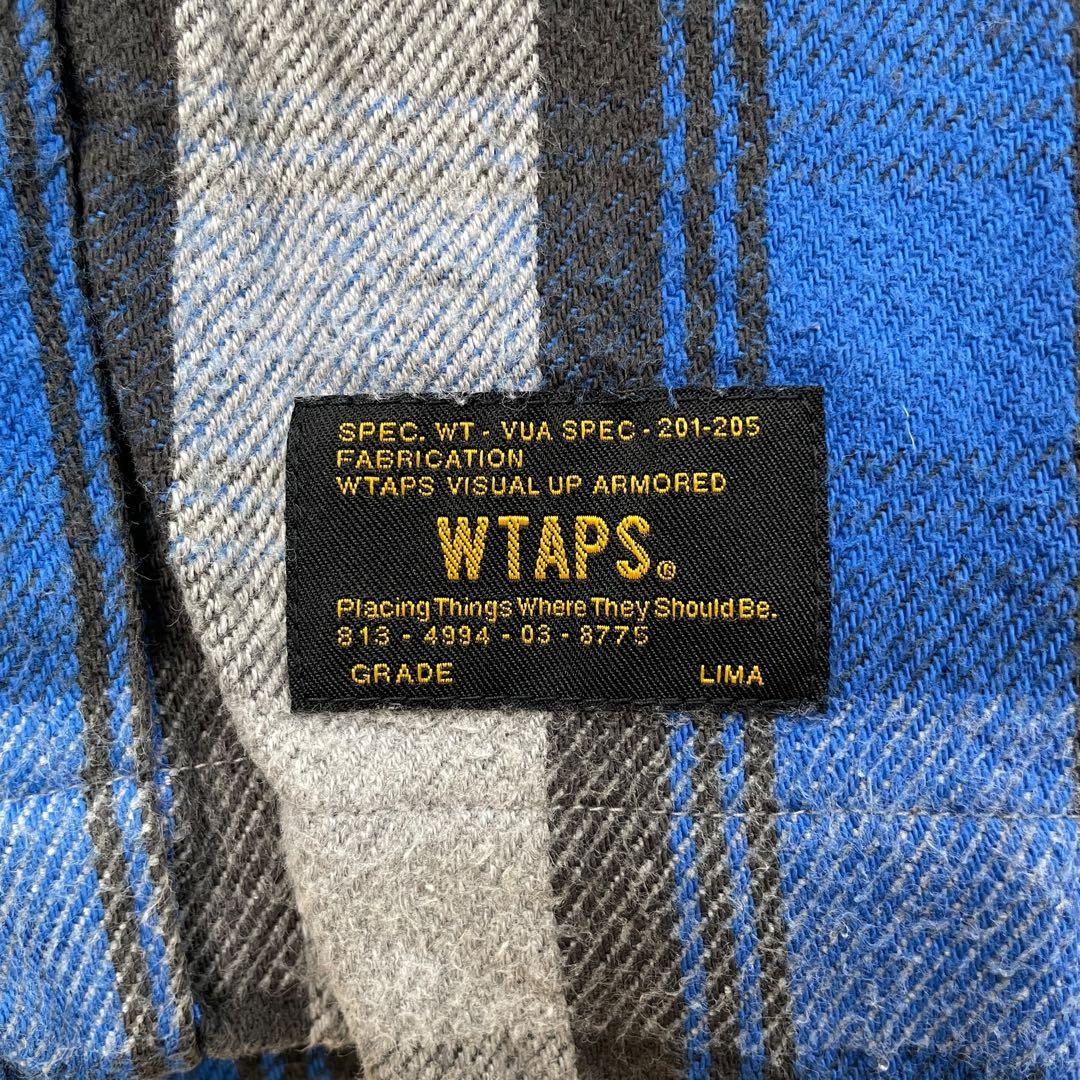 SPEC. WT - VUA SPEC - 201-205
FABRICATION
WTAPS VISUAL UP ARMORED
WTAPS®
Placing Things Where They Should Be.
813 - 4994 - 03 - 8775
GRADE LIMA